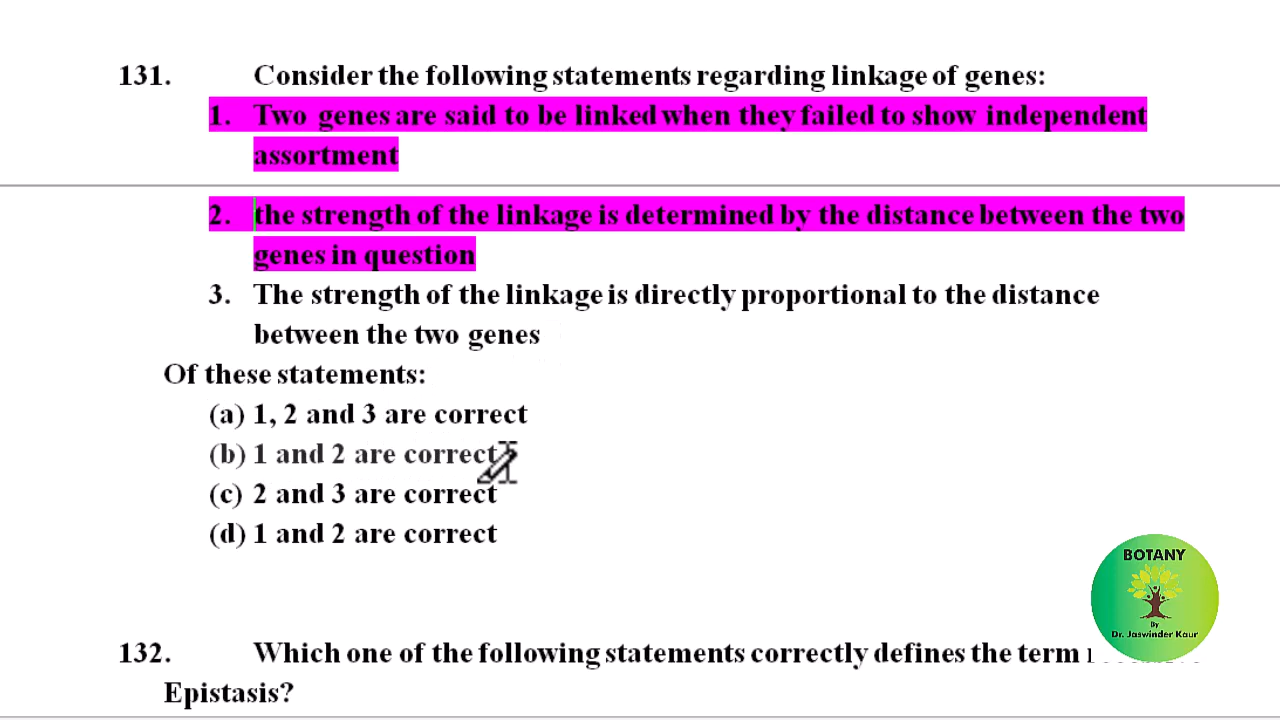 131. Consider the following statements regarding linkage of genes:
1. Two genes are said to be linked when they failed to show independent
assortment
2. the strength of the linkage is determined by the distance between the two
genes in question
3. The strength of the linkage is directly proportional to the distance
between the two genes
Of these statements:
(a) 1, 2 and 3 are correct
(b) 1 and 2 are correct
(c) 2 and 3 are correct
(d) 1 and 2 are correct
BOTANY
By
Dr. Jaswinder Kaur
132. Which one of the following statements correctly defines the term
Epistasis?